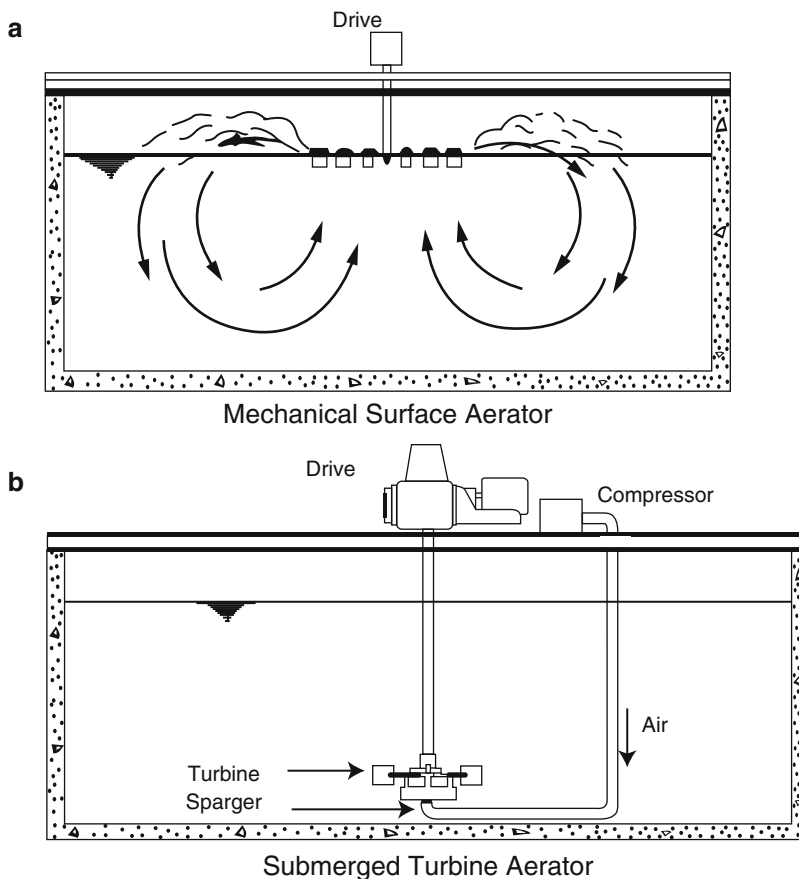 a
Drive
Mechanical Surface Aerator
b
Drive
Compressor
Air
Turbine
Sparger
Submerged Turbine Aerator